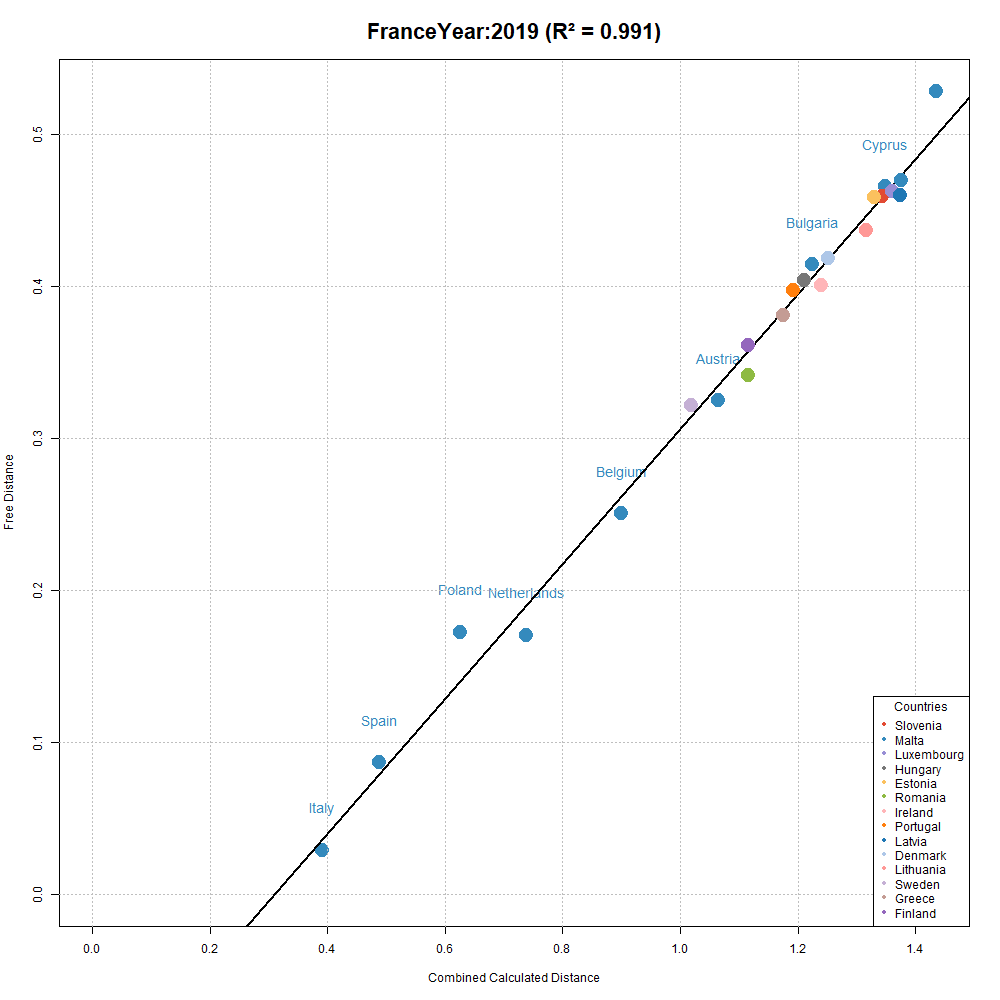 FranceYear:2019 (R² = 0.991)
Free Distance
0.5
0.4
0.3
0.2
0.1
0.0
Cyprus
Bulgaria
Austria
Belgium
Poland
Netherlands
Spain
Italy
Countries
Slovenia
Malta
Luxembourg
Hungary
Estonia
Romania
Ireland
Portugal
Latvia
Denmark
Lithuania
Sweden
Greece
Finland
0.0 0.2 0.4 0.6 0.8 1.0 1.2 1.4
Combined Calculated Distance